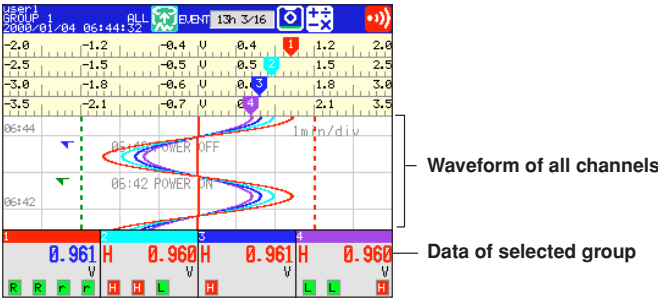 user1
GROUP 1 ALL EVENT 13h 3/16
2000/01/04 06:44:32
-2.0 -1.2 -0.4 V 0.4 1 1.2 2.0
-2.5 -1.5 -0.5 V 0.5 2 1.5 2.5
-3.0 -1.8 -0.6 V 3 1.8 3.0
-3.5 -2.1 -0.7 V 4 2.1 3.5
06:44 1min/div
POWER OFF
06:42 POWER ON
06:42
Waveform of all channels
1 2 3 4
0.961 H 0.960 H 0.961 H 0.960
V V V V
R R r r H H L H L L H
Data of selected group